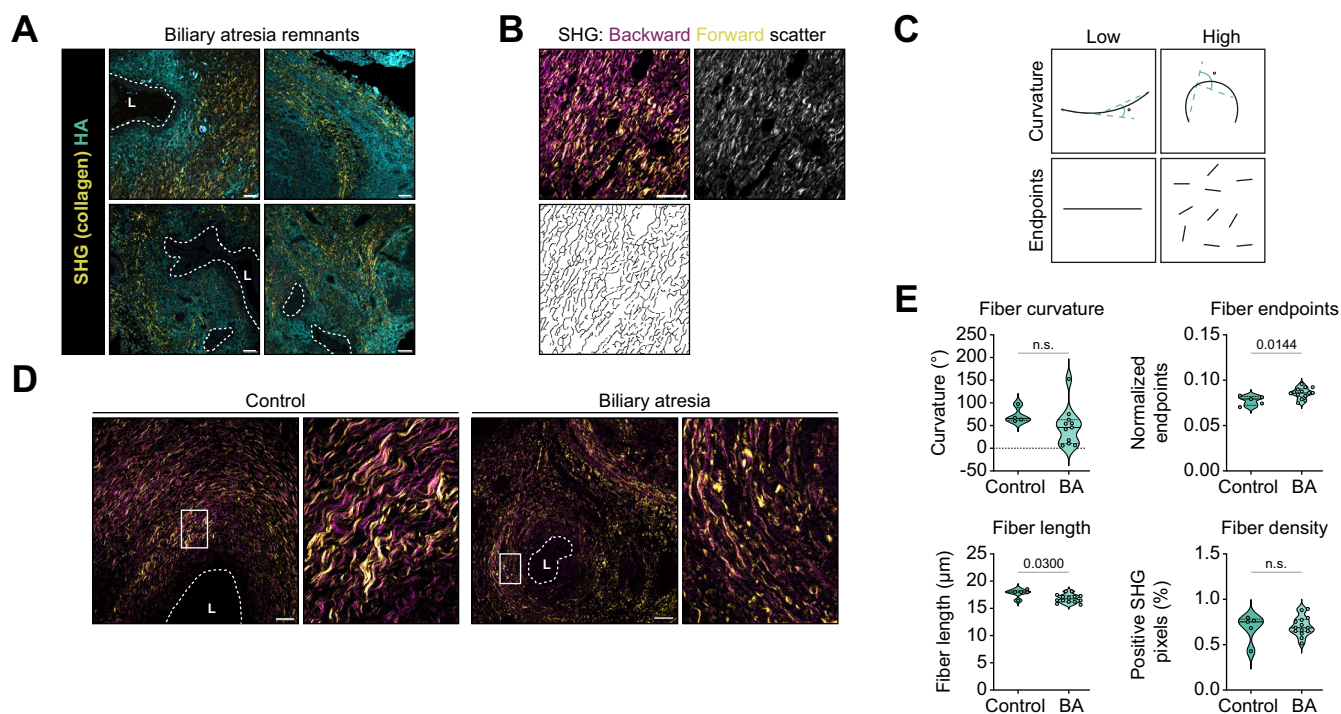 A
Biliary atresia remnants
SHG (collagen) HA
L
L
B
SHG: Backward Forward scatter
C
Low
High
Curvature
°
°
Endpoints
D
Control
Biliary atresia
L
L
E
Fiber curvature
Curvature (°)
250
200
150
100
50
0
-50
n.s.
Control
BA
Fiber endpoints
Normalized endpoints
0.15
0.10
0.05
0.00
0.0144
Control
BA
Fiber length
Fiber length (μm)
25
20
15
10
5
0
0.0300
Control
BA
Fiber density
Positive SHG pixels (%)
1.5
1.0
0.5
0.0
n.s.
Control
BA